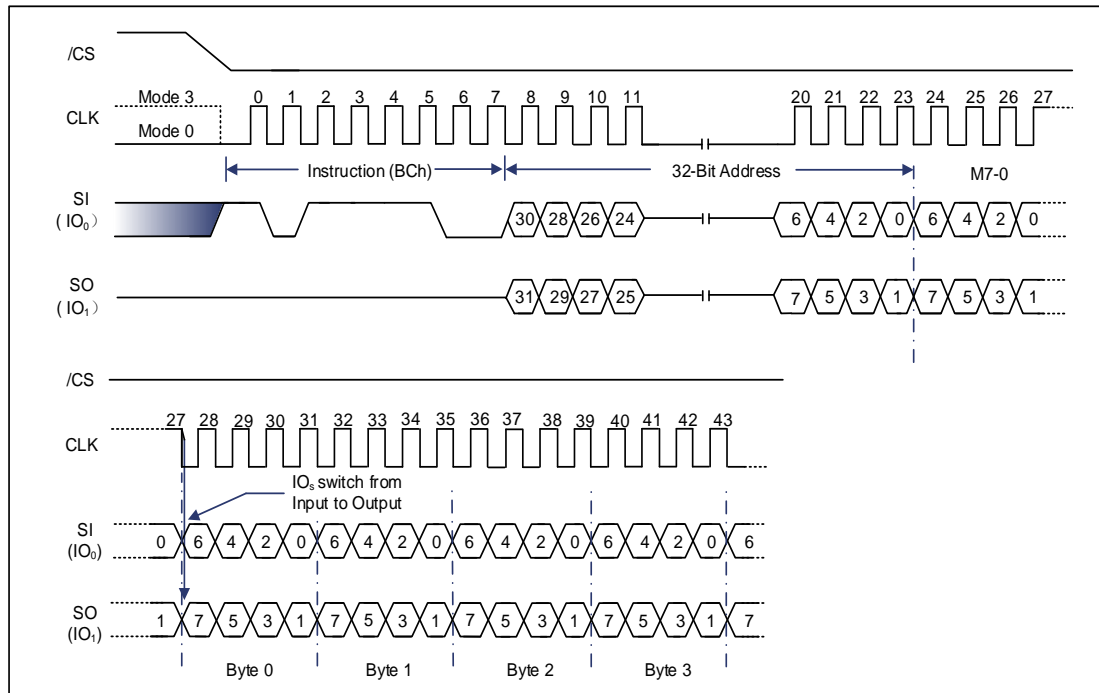 /CS
Mode 3
CLK
Mode 0
0 1 2 3 4 5 6 7 8 9 10 11 20 21 22 23 24 25 26 27
Instruction (BCh) 32-Bit Address M7-0
SI
( IO₀ )
30 28 26 24 6 4 2 0 6 4 2 0
SO
( IO₁ )
31 29 27 25 7 5 3 1 7 5 3 1
/CS
27 28 29 30 31 32 33 34 35 36 37 38 39 40 41 42 43
CLK
IOₛ switch from
Input to Output
SI
(IO₀)
0 6 4 2 0 6 4 2 0 6 4 2 0 6 4 2 0 6
SO
(IO₁)
1 7 5 3 1 7 5 3 1 7 5 3 1 7 5 3 1 7
Byte 0 Byte 1 Byte 2 Byte 3